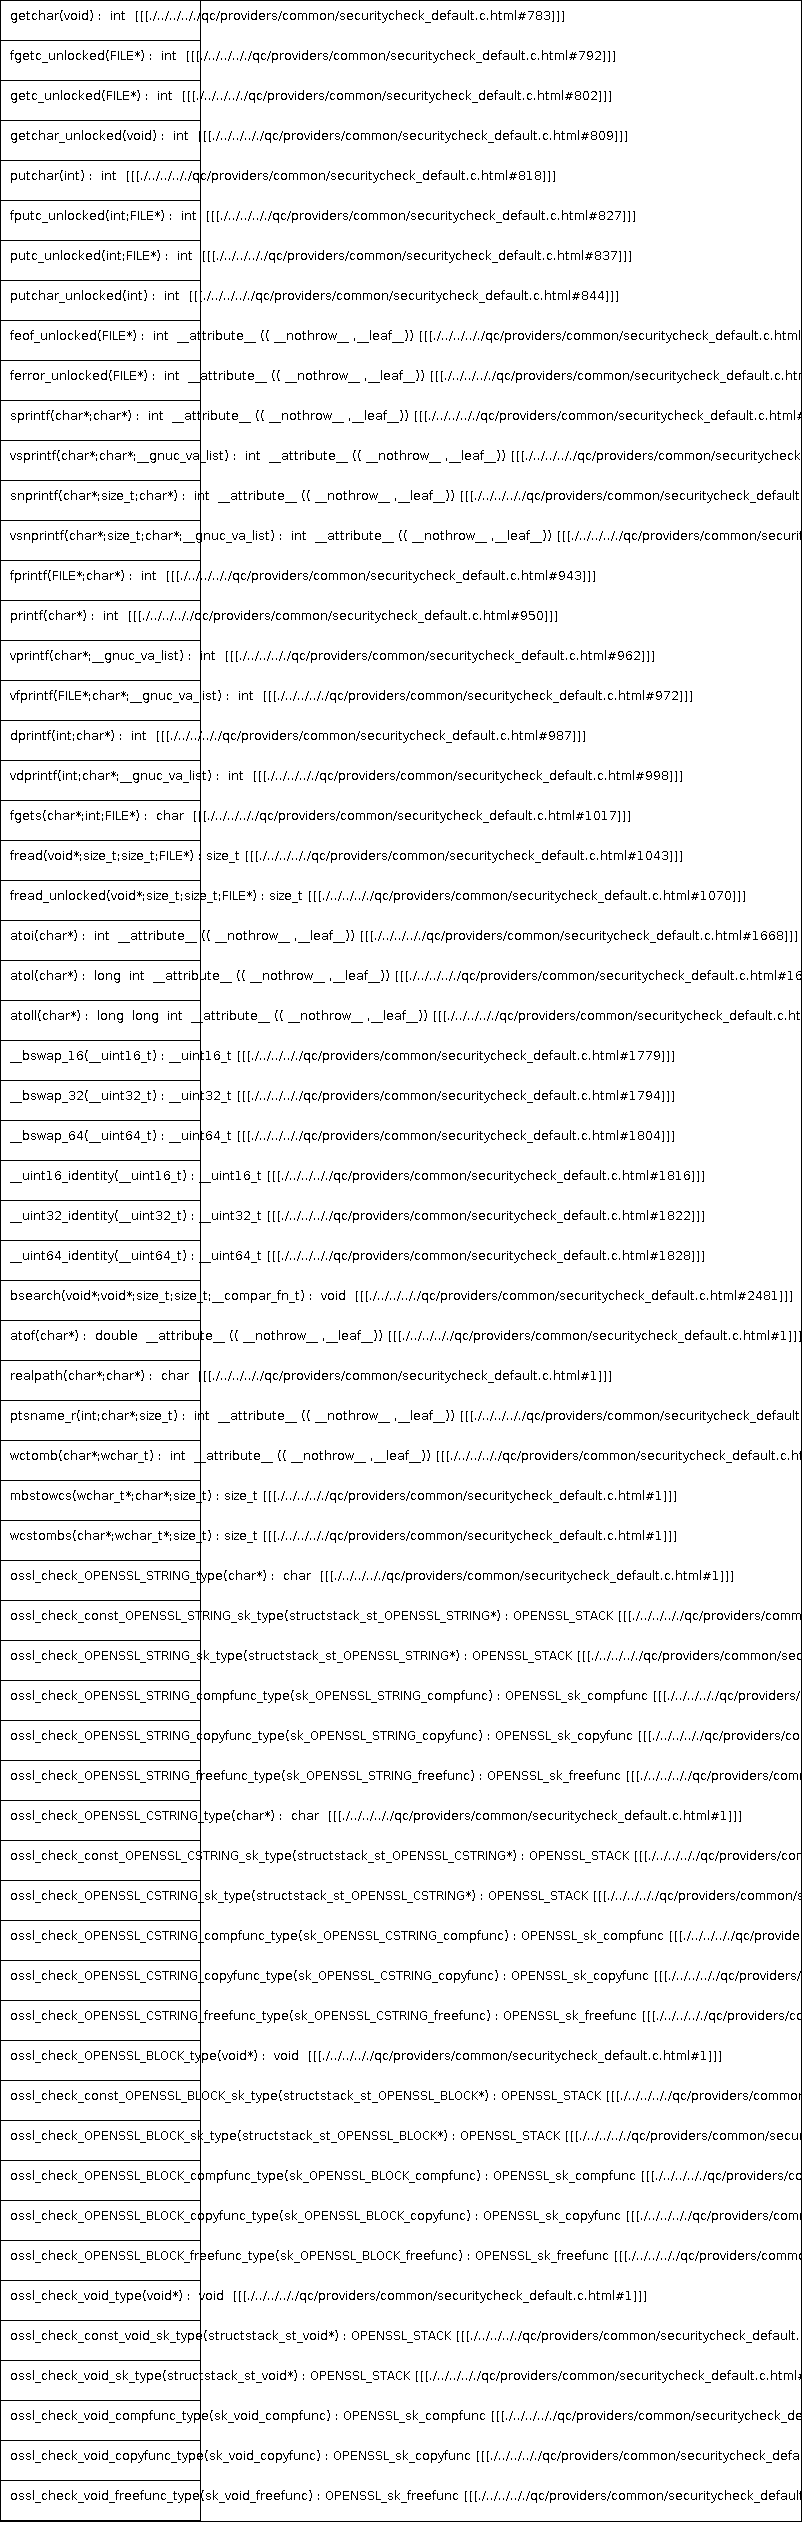 getchar(void) :  int  [[[./../../../../qc/providers/common/securitycheck_default.c.html#783]]]
fgetc_unlocked(FILE*) :  int  [[[./../../../../qc/providers/common/securitycheck_default.c.html#792]]]
getc_unlocked(FILE*) :  int  [[[./../../../../qc/providers/common/securitycheck_default.c.html#802]]]
getchar_unlocked(void) :  int  [[[./../../../../qc/providers/common/securitycheck_default.c.html#809]]]
putchar(int) :  int  [[[./../../../../qc/providers/common/securitycheck_default.c.html#818]]]
fputc_unlocked(int;FILE*) :  int  [[[./../../../../qc/providers/common/securitycheck_default.c.html#827]]]
putc_unlocked(int;FILE*) :  int  [[[./../../../../qc/providers/common/securitycheck_default.c.html#837]]]
putchar_unlocked(int) :  int  [[[./../../../../qc/providers/common/securitycheck_default.c.html#844]]]
feof_unlocked(FILE*) :  int  __attribute__ (( __nothrow__ ,__leaf__)) [[[./../../../../qc/providers/common/securitycheck_default.c.html
ferror_unlocked(FILE*) :  int  __attribute__ (( __nothrow__ ,__leaf__)) [[[./../../../../qc/providers/common/securitycheck_default.c.htm
sprintf(char*;char*) :  int  __attribute__ (( __nothrow__ ,__leaf__)) [[[./../../../../qc/providers/common/securitycheck_default.c.html#
vsprintf(char*;char*;__gnuc_va_list) :  int  __attribute__ (( __nothrow__ ,__leaf__)) [[[./../../../../qc/providers/common/securitycheck
snprintf(char*;size_t;char*) :  int  __attribute__ (( __nothrow__ ,__leaf__)) [[[./../../../../qc/providers/common/securitycheck_default
vsnprintf(char*;size_t;char*;__gnuc_va_list) :  int  __attribute__ (( __nothrow__ ,__leaf__)) [[[./../../../../qc/providers/common/securit
fprintf(FILE*;char*) :  int  [[[./../../../../qc/providers/common/securitycheck_default.c.html#943]]]
printf(char*) :  int  [[[./../../../../qc/providers/common/securitycheck_default.c.html#950]]]
vprintf(char*;__gnuc_va_list) :  int  [[[./../../../../qc/providers/common/securitycheck_default.c.html#962]]]
vfprintf(FILE*;char*;__gnuc_va_list) :  int  [[[./../../../../qc/providers/common/securitycheck_default.c.html#972]]]
dprintf(int;char*) :  int  [[[./../../../../qc/providers/common/securitycheck_default.c.html#987]]]
vdprintf(int;char*;__gnuc_va_list) :  int  [[[./../../../../qc/providers/common/securitycheck_default.c.html#998]]]
fgets(char*;int;FILE*) :  char  [[[./../../../../qc/providers/common/securitycheck_default.c.html#1017]]]
fread(void*;size_t;size_t;FILE*) : size_t [[[./../../../../qc/providers/common/securitycheck_default.c.html#1043]]]
fread_unlocked(void*;size_t;size_t;FILE*) : size_t [[[./../../../../qc/providers/common/securitycheck_default.c.html#1070]]]
atoi(char*) :  int  __attribute__ (( __nothrow__ ,__leaf__)) [[[./../../../../qc/providers/common/securitycheck_default.c.html#1668]]]
atol(char*) :  long  int  __attribute__ (( __nothrow__ ,__leaf__)) [[[./../../../../qc/providers/common/securitycheck_default.c.html#16
atoll(char*) :  long  long  int  __attribute__ (( __nothrow__ ,__leaf__)) [[[./../../../../qc/providers/common/securitycheck_default.c.ht
__bswap_16(__uint16_t) : __uint16_t [[[./../../../../qc/providers/common/securitycheck_default.c.html#1779]]]
__bswap_32(__uint32_t) : __uint32_t [[[./../../../../qc/providers/common/securitycheck_default.c.html#1794]]]
__bswap_64(__uint64_t) : __uint64_t [[[./../../../../qc/providers/common/securitycheck_default.c.html#1804]]]
__uint16_identity(__uint16_t) : __uint16_t [[[./../../../../qc/providers/common/securitycheck_default.c.html#1816]]]
__uint32_identity(__uint32_t) : __uint32_t [[[./../../../../qc/providers/common/securitycheck_default.c.html#1822]]]
__uint64_identity(__uint64_t) : __uint64_t [[[./../../../../qc/providers/common/securitycheck_default.c.html#1828]]]
bsearch(void*;void*;size_t;size_t;__compar_fn_t) :  void  [[[./../../../../qc/providers/common/securitycheck_default.c.html#2481]]]
atof(char*) :  double  __attribute__ (( __nothrow__ ,__leaf__)) [[[./../../../../qc/providers/common/securitycheck_default.c.html#1]]]
realpath(char*;char*) :  char  [[[./../../../../qc/providers/common/securitycheck_default.c.html#1]]]
ptsname_r(int;char*;size_t) :  int  __attribute__ (( __nothrow__ ,__leaf__)) [[[./../../../../qc/providers/common/securitycheck_default
wctomb(char*;wchar_t) :  int  __attribute__ (( __nothrow__ ,__leaf__)) [[[./../../../../qc/providers/common/securitycheck_default.c.ht
mbstowcs(wchar_t*;char*;size_t) : size_t [[[./../../../../qc/providers/common/securitycheck_default.c.html#1]]]
wcstombs(char*;wchar_t*;size_t) : size_t [[[./../../../../qc/providers/common/securitycheck_default.c.html#1]]]
ossl_check_OPENSSL_STRING_type(char*) :  char  [[[./../../../../qc/providers/common/securitycheck_default.c.html#1]]]
ossl_check_const_OPENSSL_STRING_sk_type(structstack_st_OPENSSL_STRING*) : OPENSSL_STACK [[[./../../../../qc/providers/comm
ossl_check_OPENSSL_STRING_sk_type(structstack_st_OPENSSL_STRING*) : OPENSSL_STACK [[[./../../../../qc/providers/common/sec
ossl_check_OPENSSL_STRING_compfunc_type(sk_OPENSSL_STRING_compfunc) : OPENSSL_sk_compfunc [[[./../../../../qc/providers/
ossl_check_OPENSSL_STRING_copyfunc_type(sk_OPENSSL_STRING_copyfunc) : OPENSSL_sk_copyfunc [[[./../../../../qc/providers/co
ossl_check_OPENSSL_STRING_freefunc_type(sk_OPENSSL_STRING_freefunc) : OPENSSL_sk_freefunc [[[./../../../../qc/providers/com
ossl_check_OPENSSL_CSTRING_type(char*) :  char  [[[./../../../../qc/providers/common/securitycheck_default.c.html#1]]]
ossl_check_const_OPENSSL_CSTRING_sk_type(structstack_st_OPENSSL_CSTRING*) : OPENSSL_STACK [[[./../../../../qc/providers/con
ossl_check_OPENSSL_CSTRING_sk_type(structstack_st_OPENSSL_CSTRING*) : OPENSSL_STACK [[[./../../../../qc/providers/common/s
ossl_check_OPENSSL_CSTRING_compfunc_type(sk_OPENSSL_CSTRING_compfunc) : OPENSSL_sk_compfunc [[[./../../../../qc/provide
ossl_check_OPENSSL_CSTRING_copyfunc_type(sk_OPENSSL_CSTRING_copyfunc) : OPENSSL_sk_copyfunc [[[./../../../../qc/providers/
ossl_check_OPENSSL_CSTRING_freefunc_type(sk_OPENSSL_CSTRING_freefunc) : OPENSSL_sk_freefunc [[[./../../../../qc/providers/co
ossl_check_OPENSSL_BLOCK_type(void*) :  void  [[[./../../../../qc/providers/common/securitycheck_default.c.html#1]]]
ossl_check_const_OPENSSL_BLOCK_sk_type(structstack_st_OPENSSL_BLOCK*) : OPENSSL_STACK [[[./../../../../qc/providers/common
ossl_check_OPENSSL_BLOCK_sk_type(structstack_st_OPENSSL_BLOCK*) : OPENSSL_STACK [[[./../../../../qc/providers/common/secur
ossl_check_OPENSSL_BLOCK_compfunc_type(sk_OPENSSL_BLOCK_compfunc) : OPENSSL_sk_compfunc [[[./../../../../qc/providers/co
ossl_check_OPENSSL_BLOCK_copyfunc_type(sk_OPENSSL_BLOCK_copyfunc) : OPENSSL_sk_copyfunc [[[./../../../../qc/providers/com
ossl_check_OPENSSL_BLOCK_freefunc_type(sk_OPENSSL_BLOCK_freefunc) : OPENSSL_sk_freefunc [[[./../../../../qc/providers/commo
ossl_check_void_type(void*) :  void  [[[./../../../../qc/providers/common/securitycheck_default.c.html#1]]]
ossl_check_const_void_sk_type(structstack_st_void*) : OPENSSL_STACK [[[./../../../../qc/providers/common/securitycheck_default.
ossl_check_void_sk_type(structstack_st_void*) : OPENSSL_STACK [[[./../../../../qc/providers/common/securitycheck_default.c.html#
ossl_check_void_compfunc_type(sk_void_compfunc) : OPENSSL_sk_compfunc [[[./../../../../qc/providers/common/securitycheck_de
ossl_check_void_copyfunc_type(sk_void_copyfunc) : OPENSSL_sk_copyfunc [[[./../../../../qc/providers/common/securitycheck_defa
ossl_check_void_freefunc_type(sk_void_freefunc) : OPENSSL_sk_freefunc [[[./../../../../qc/providers/common/securitycheck_default